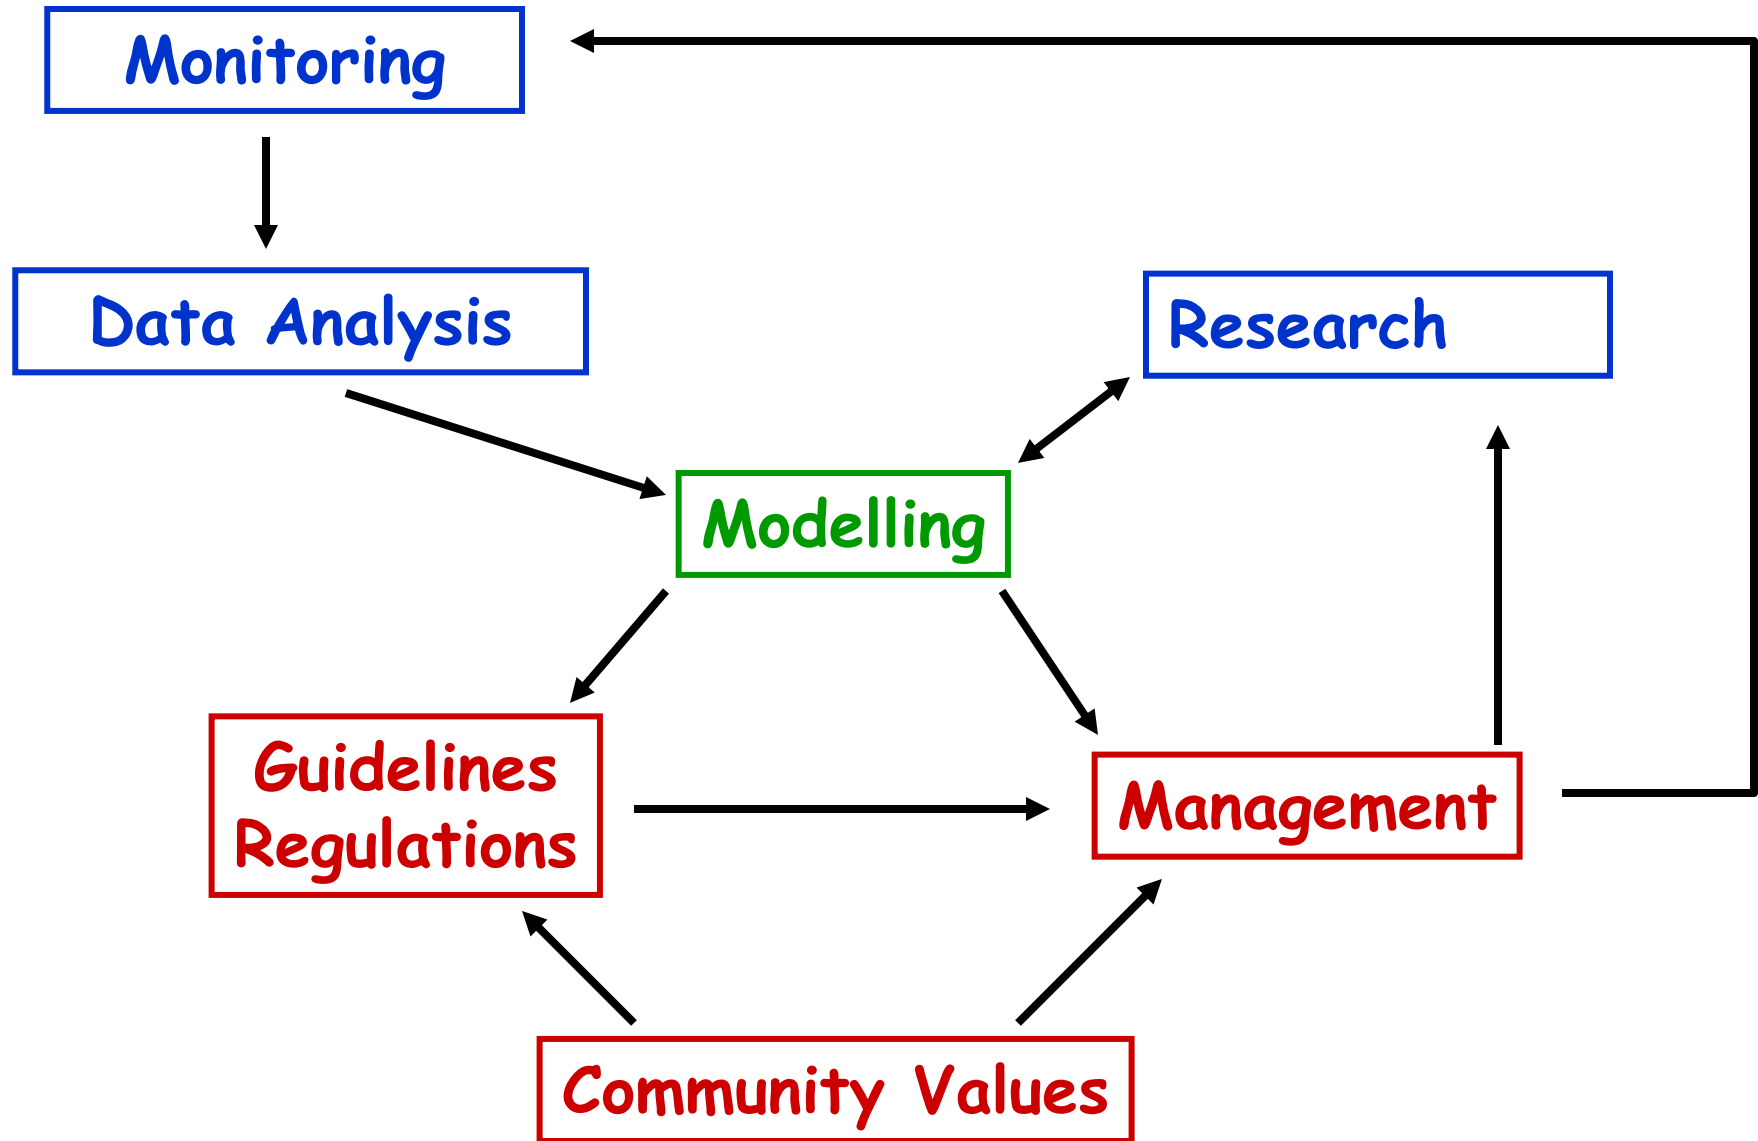 Monitoring
Data Analysis
Research
Modelling
Guidelines
Regulations
Management
Community Values